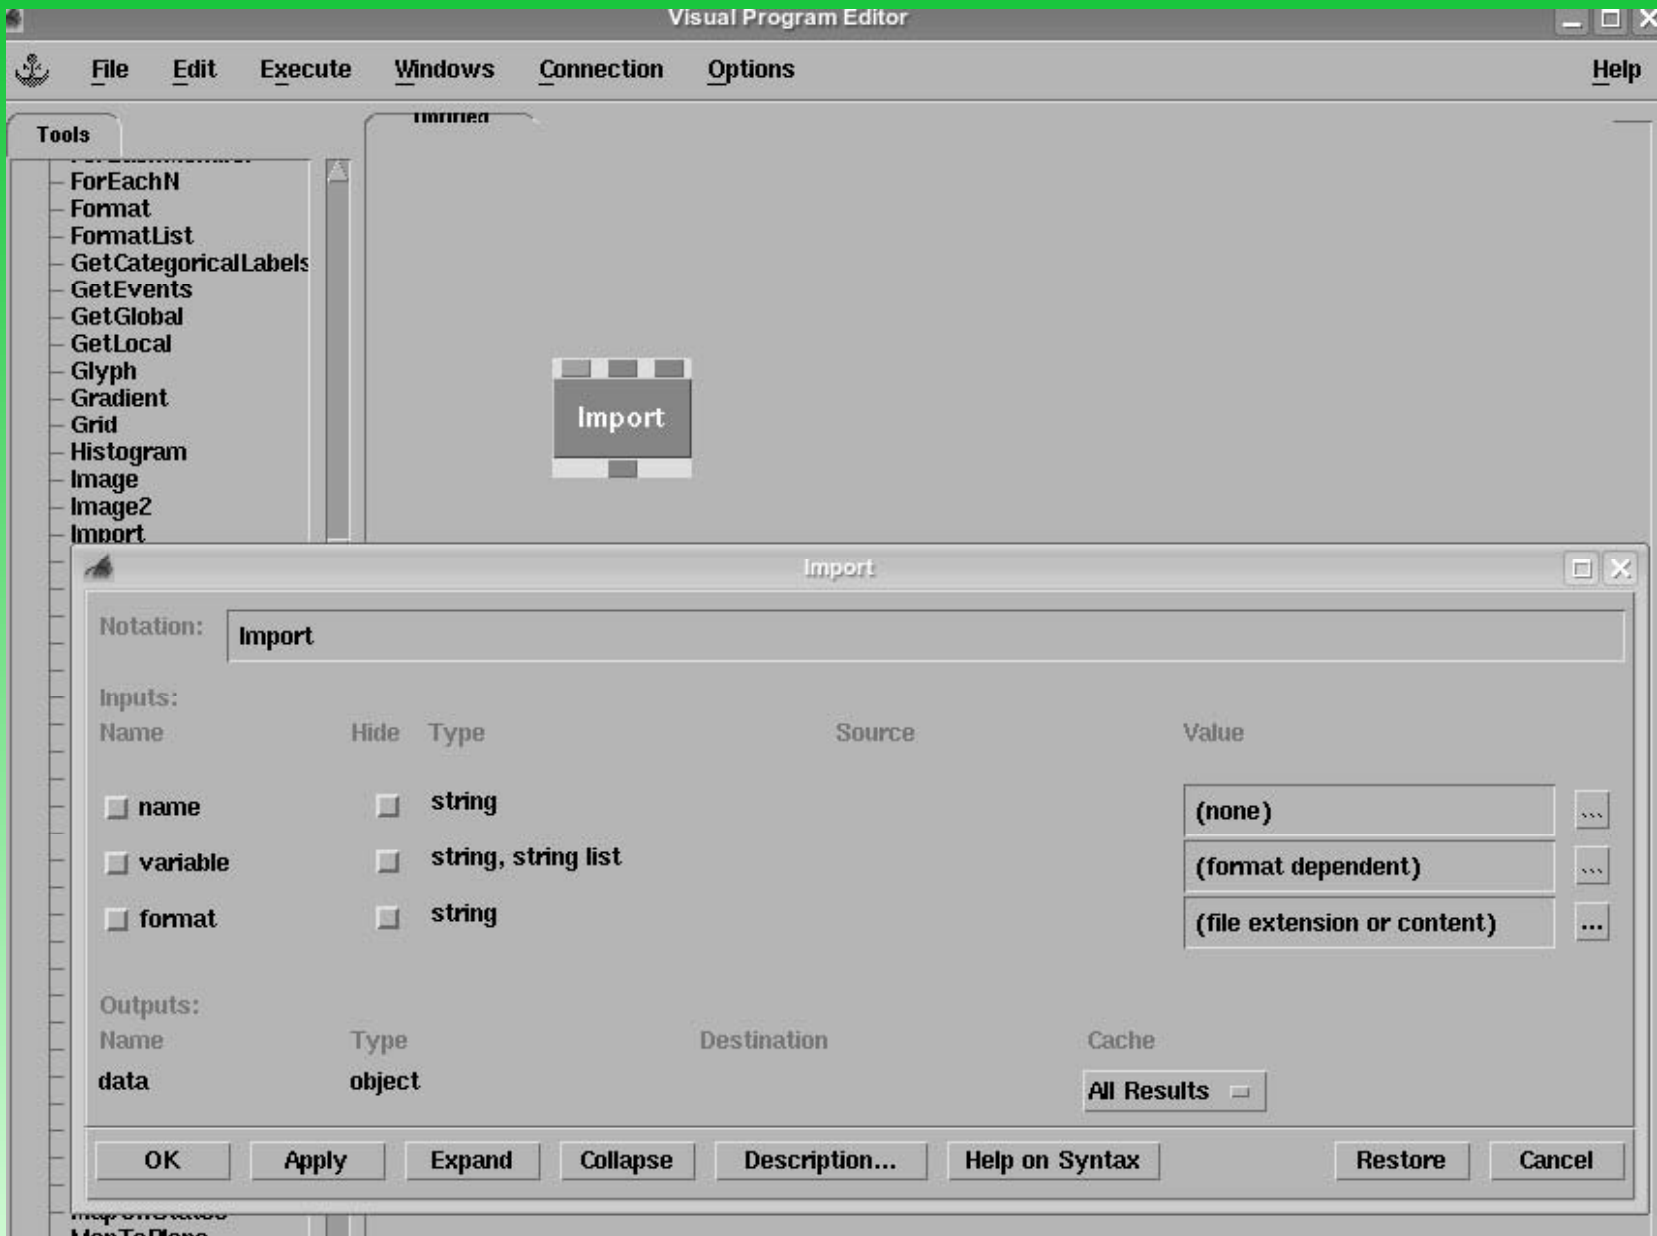 Visual Program Editor
File Edit Execute Windows Connection Options Help
Tools
Untitled
ForEachN
Format
FormatList
GetCategoricalLabels
GetEvents
GetGlobal
GetLocal
Glyph
Gradient
Grid
Histogram
Image
Image2
Import
Import
Import
Notation: Import
Inputs:
Name Hide Type Source Value
name string (none) ...
variable string, string list (format dependent) ...
format string (file extension or content) ...
Outputs:
Name Type Destination Cache
data object All Results
OK Apply Expand Collapse Description... Help on Syntax Restore Cancel
MapToPlane